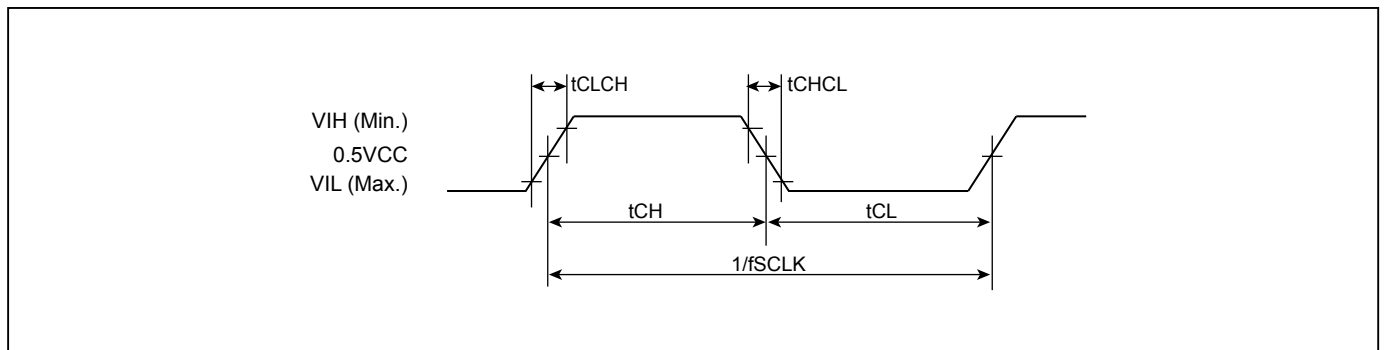 tCLCH
tCHCL
VIH (Min.)
0.5VCC
VIL (Max.)
tCH
tCL
1/fSCLK